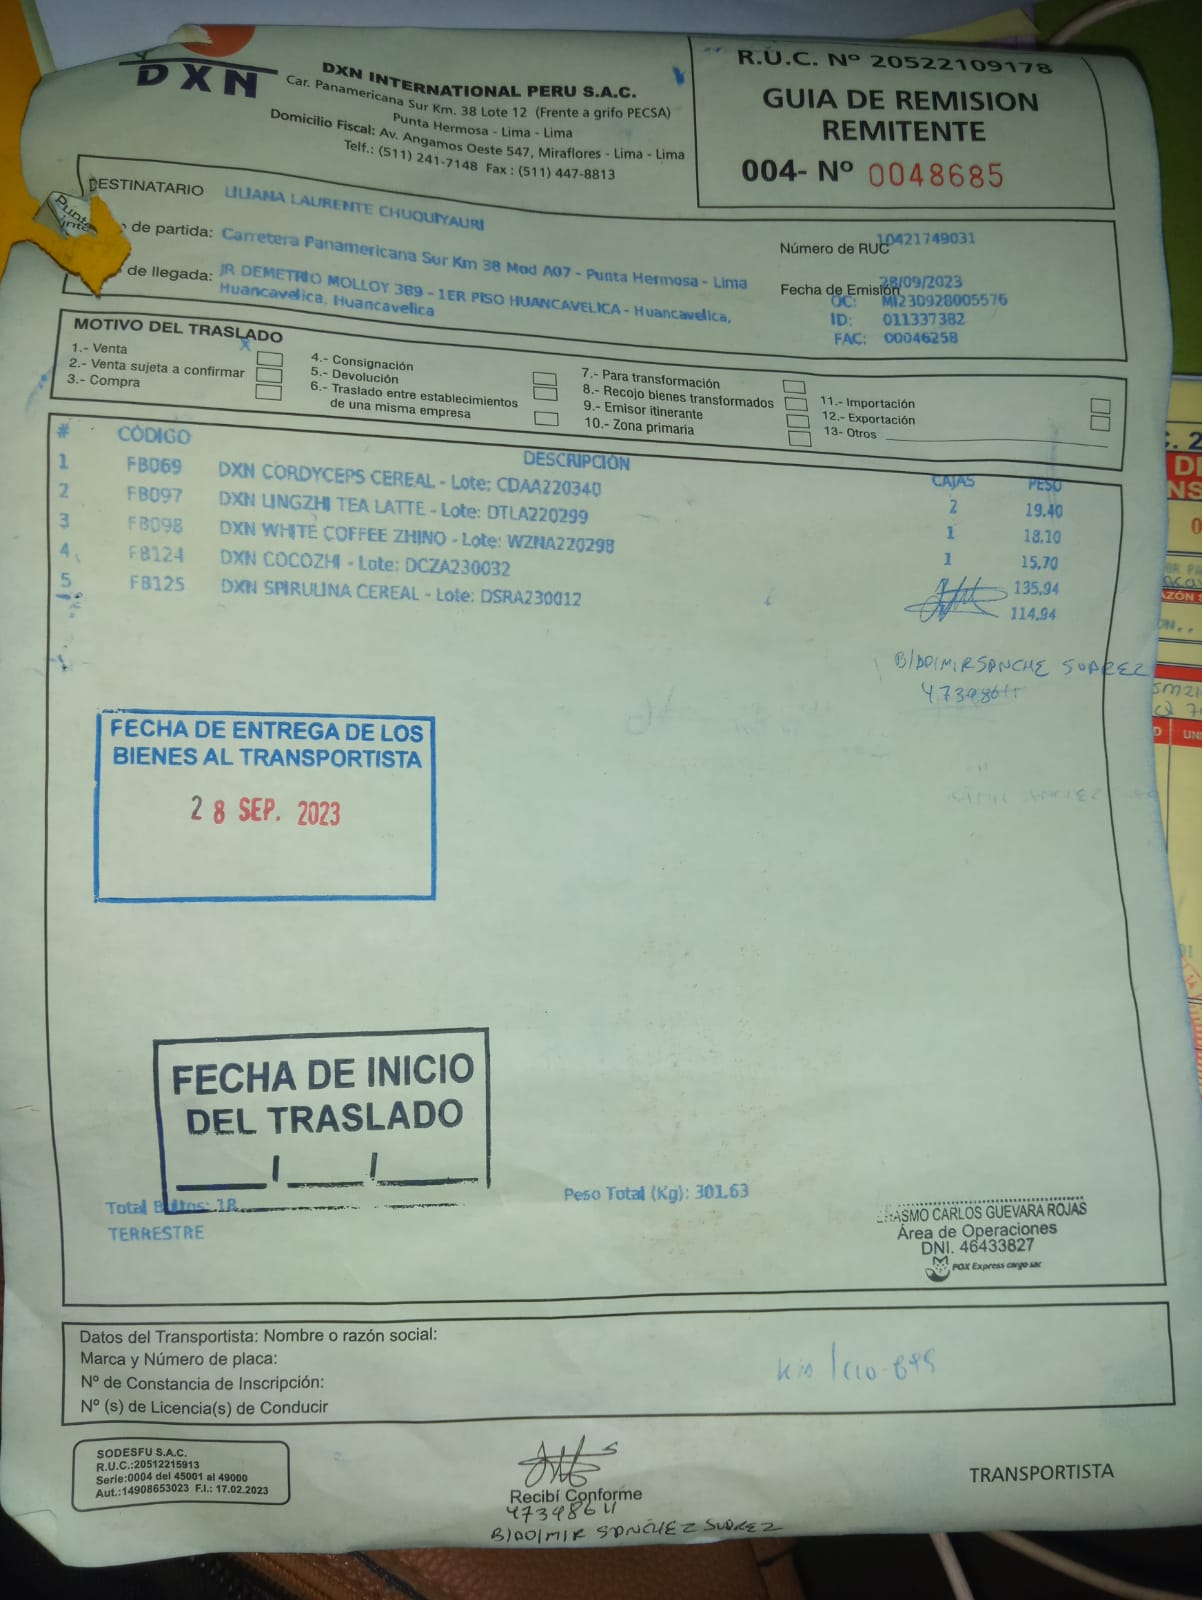 DXN
DXN INTERNATIONAL PERU S.A.C.
Car. Panamericana Sur Km. 38 Lote 12 (Frente a grifo PECSA)
Punta Hermosa - Lima - Lima
Domicilio Fiscal: Av. Angamos Oeste 547, Miraflores - Lima - Lima
Telf.: (511) 241-7148 Fax : (511) 447-8813
R.U.C. Nº 20522109178
GUIA DE REMISION
REMITENTE
004- Nº 0048685
DESTINATARIO LILIANA LAURENTE CHUQUIYAURI
de partida: Carretera Panamericana Sur Km 38 Mod A07 - Punta Hermosa - Lima
de llegada: JR DEMETRIO MOLLOY 369 - 1ER PISO HUANCAVELICA - Huancavelica,
Huancavelica, Huancavelica
Número de RUC 10421749031
Fecha de Emisión 28/09/2023
OC: MI230928005576
ID: 011337382
FAC: 00046258
MOTIVO DEL TRASLADO
1.- Venta X
2.- Venta sujeta a confirmar
3.- Compra
4.- Consignación
5.- Devolución
6.- Traslado entre establecimientos
de una misma empresa
7.- Para transformación
8.- Recojo bienes transformados
9.- Emisor itinerante
10.- Zona primaria
11.- Importación
12.- Exportación
13- Otros
# CÓDIGO DESCRIPCIÓN CAJAS PESO
1 FB069 DXN CORDYCEPS CEREAL - Lote: CDAA220340 2 19.40
2 FB097 DXN LINGZHI TEA LATTE - Lote: DTLA220299 1 18.10
3 FB098 DXN WHITE COFFEE ZHINO - Lote: WZNA220298 1 15.70
4 FB124 DXN COCOZHI - Lote: DCZA230032 135.94
5 FB125 DXN SPIRULINA CEREAL - Lote: DSRA230012 114.94
BLADIMIR SANCHE SUAREZ
FECHA DE ENTREGA DE LOS
BIENES AL TRANSPORTISTA
28 SEP. 2023
FECHA DE INICIO
DEL TRASLADO
Total Bultos: 18
TERRESTRE
Peso Total (Kg): 301.63
ERASMO CARLOS GUEVARA ROJAS
Área de Operaciones
DNI. 46433827
FOX Express cargo sac
Datos del Transportista: Nombre o razón social:
Marca y Número de placa:
Nº de Constancia de Inscripción:
Nº (s) de Licencia(s) de Conducir
SODESFU S.A.C.
R.U.C.:20512215913
Serie:0004 del 45001 al 49000
Aut.:14908653023 F.I.: 17.02.2023
Recibí Conforme
BLADIMIR SANCHEZ SUAREZ
TRANSPORTISTA